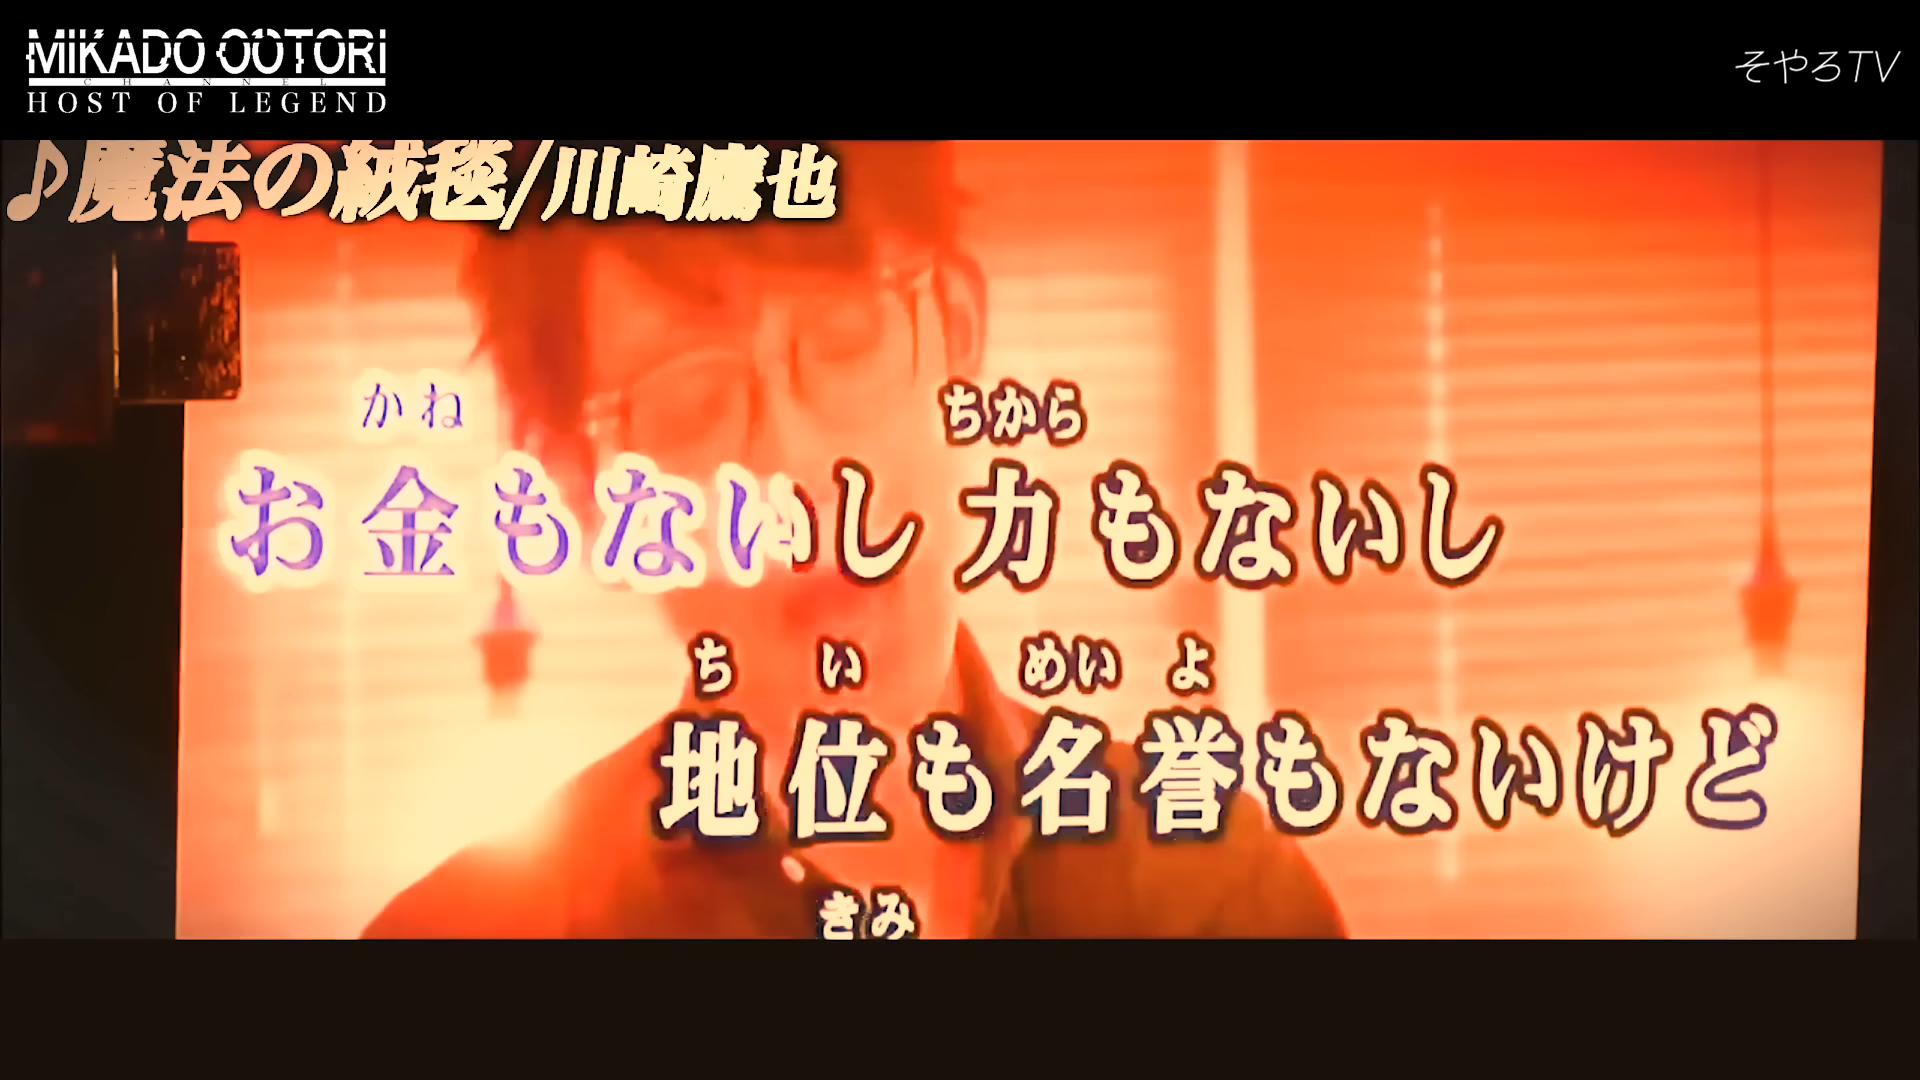 MIKADO OOTORI
CHANNEL
HOST OF LEGEND
そやろTV
♪魔法の絨毯/川崎鷹也
かね ちから
お金もないし 力もないし
ち い めい よ
地位も名誉もないけど
きみ